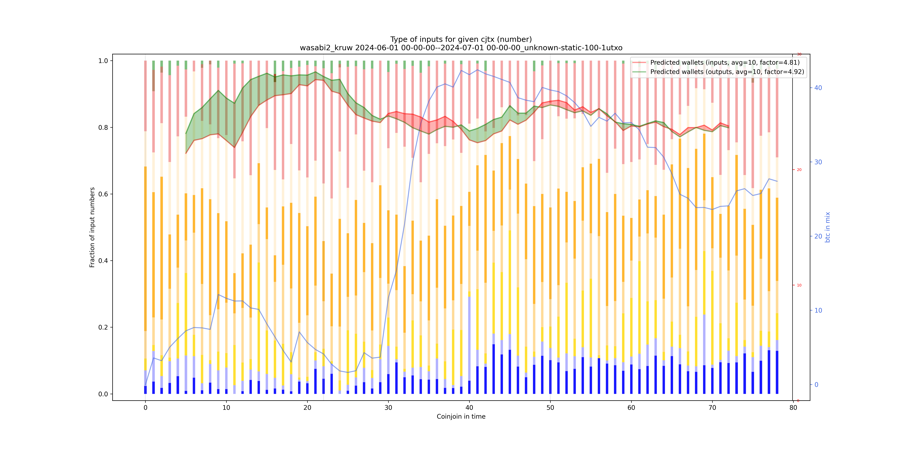 Type of inputs for given cjtx (number)
wasabi2_kruw 2024-06-01 00-00-00--2024-07-01 00-00-00_unknown-static-100-1utxo
Predicted wallets (inputs, avg=10, factor=4.81)
Predicted wallets (outputs, avg=10, factor=4.92)
Fraction of input numbers
1.0
0.8
0.6
0.4
0.2
0.0
0
10
20
30
40
50
60
70
80
Coinjoin in time
40
30
20
10
0
btc in mix